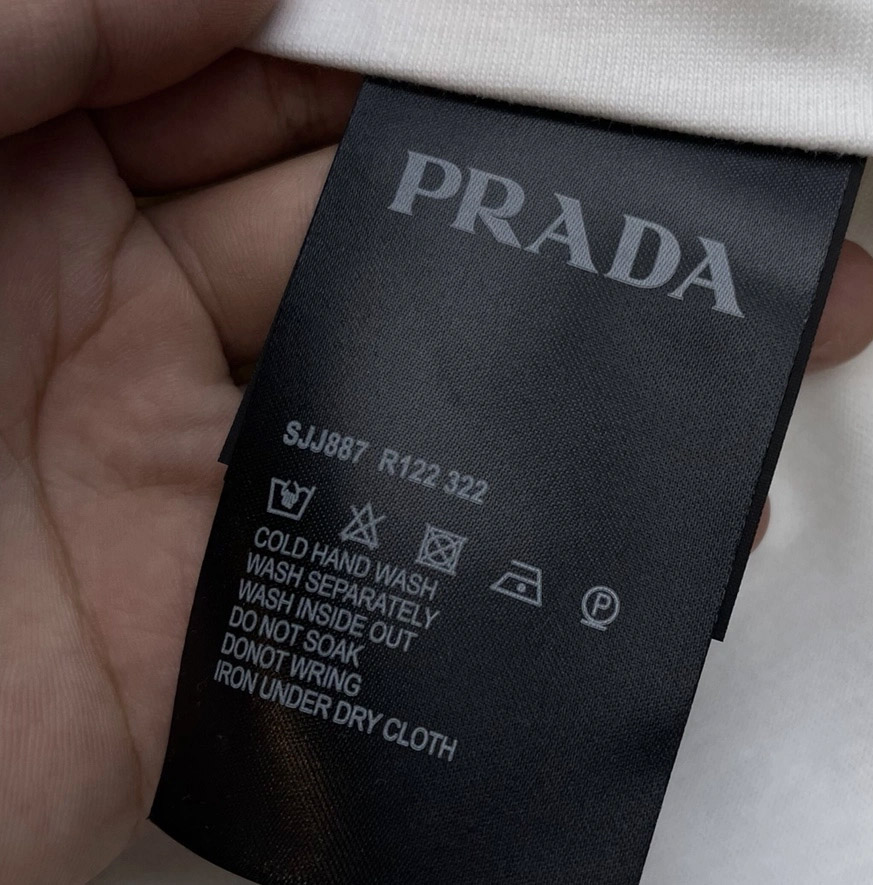 PRADA
SJJ887 R122 322
P
COLD HAND WASH
WASH SEPARATELY
WASH INSIDE OUT
DO NOT SOAK
DONOT WRING
IRON UNDER DRY CLOTH